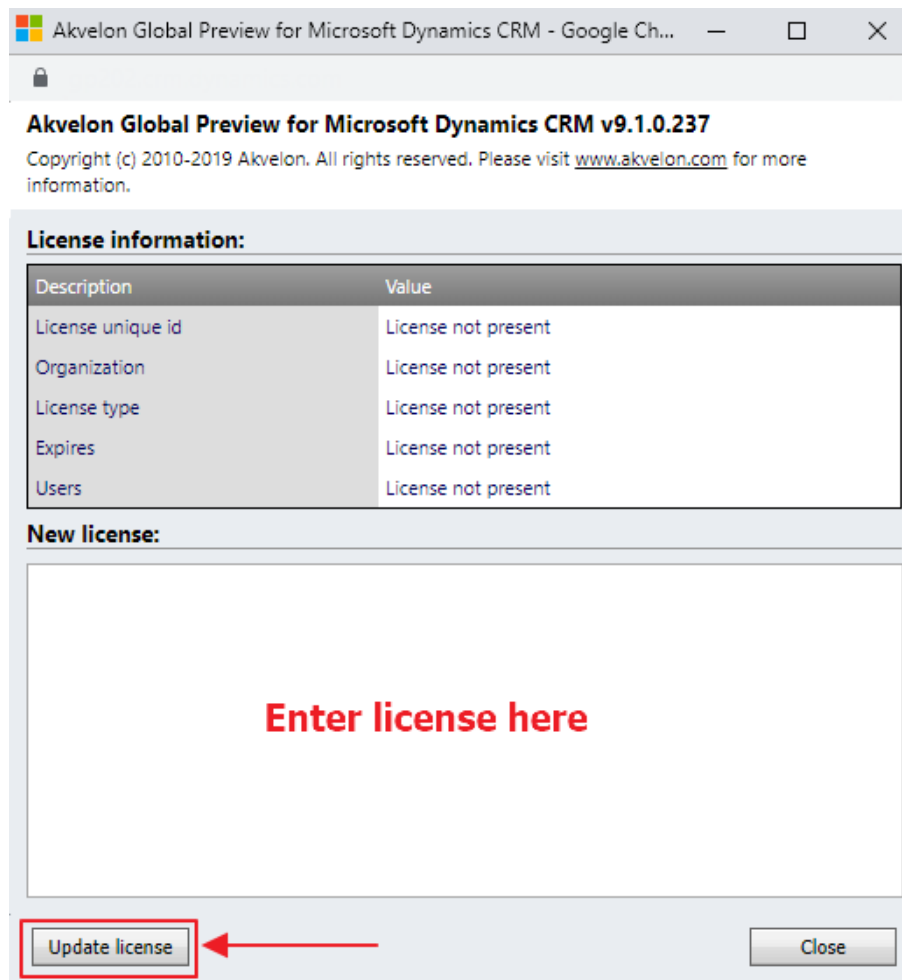 Akvelon Global Preview for Microsoft Dynamics CRM - Google Ch...
Akvelon Global Preview for Microsoft Dynamics CRM v9.1.0.237
Copyright (c) 2010-2019 Akvelon. All rights reserved. Please visit www.akvelon.com for more
information.
License information:
Description Value
License unique id License not present
Organization License not present
License type License not present
Expires License not present
Users License not present
New license:
Enter license here
Update license Close